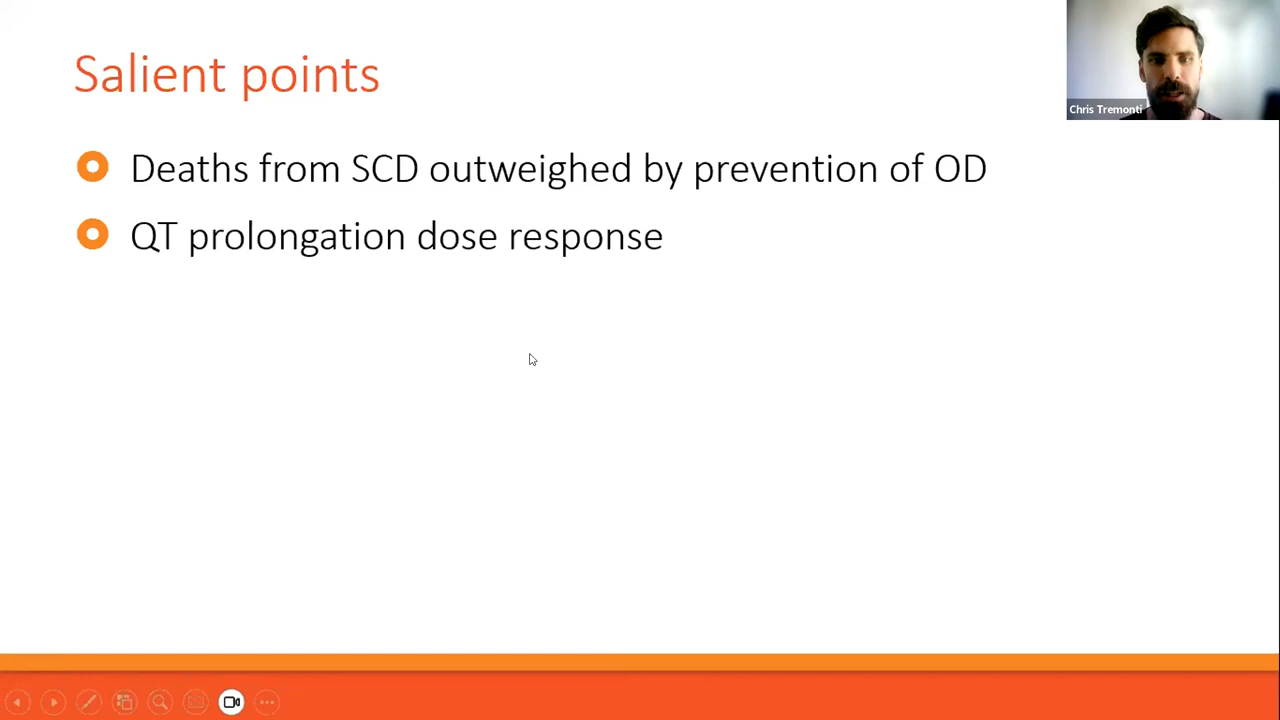 Salient points
Chris Tremonti
Deaths from SCD outweighed by prevention of OD
QT prolongation dose response